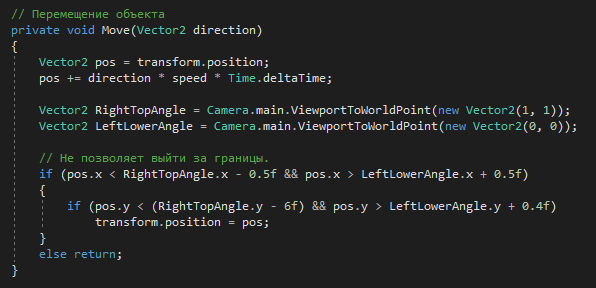 // Перемещение объекта
private void Move(Vector2 direction)
{
Vector2 pos = transform.position;
pos += direction * speed * Time.deltaTime;
Vector2 RightTopAngle = Camera.main.ViewportToWorldPoint(new Vector2(1, 1));
Vector2 LeftLowerAngle = Camera.main.ViewportToWorldPoint(new Vector2(0, 0));
// Не позволяет выйти за границы.
if (pos.x < RightTopAngle.x - 0.5f && pos.x > LeftLowerAngle.x + 0.5f)
{
if (pos.y < (RightTopAngle.y - 6f) && pos.y > LeftLowerAngle.y + 0.4f)
transform.position = pos;
}
else return;
}